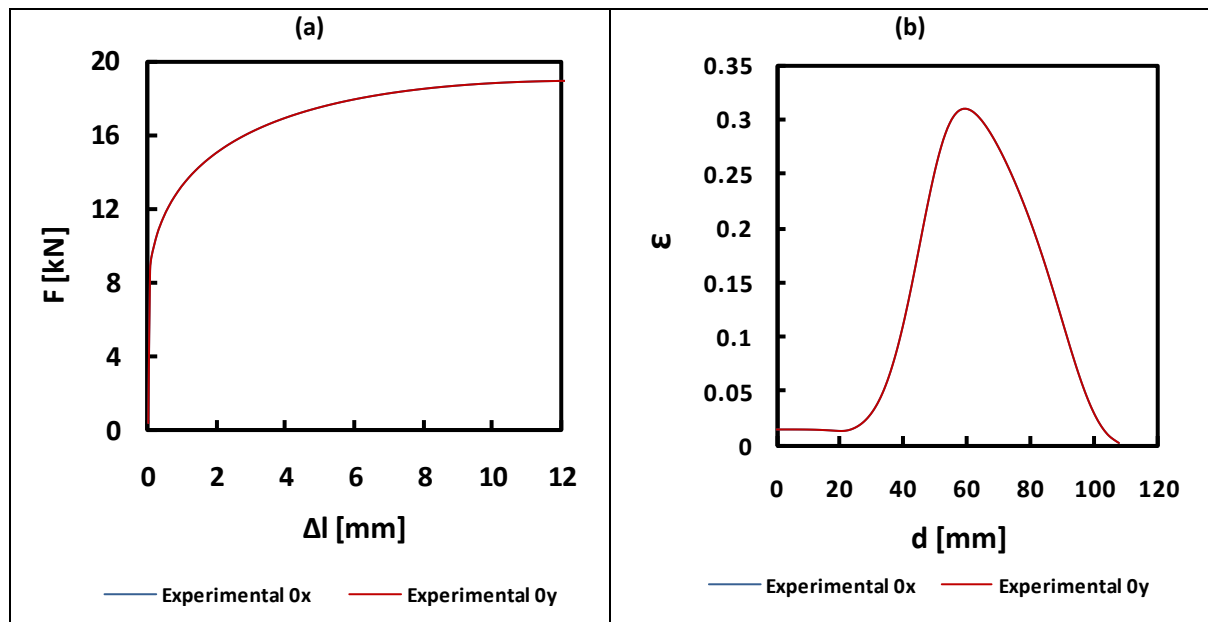 (a)
20
16
12
8
4
0
F [kN]
0 2 4 6 8 10 12
Δl [mm]
Experimental 0x Experimental 0y
(b)
0.35
0.3
0.25
0.2
0.15
0.1
0.05
0
ε
0 20 40 60 80 100 120
d [mm]
Experimental 0x Experimental 0y